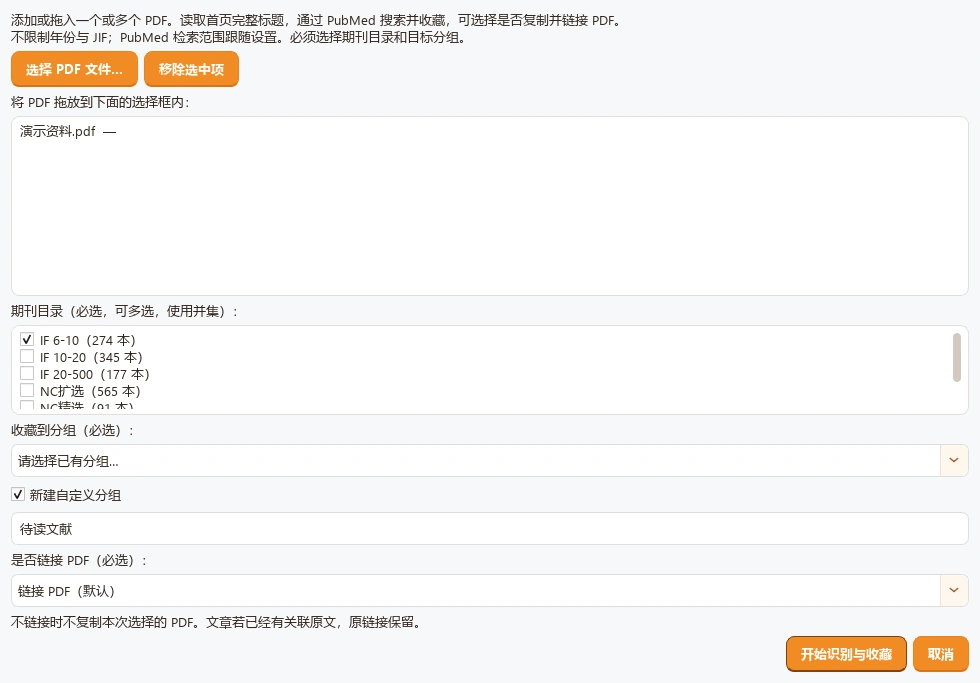 添加或拖入一个或多个 PDF。读取首页完整标题，通过 PubMed 搜索并收藏，可选择是否复制并链接 PDF。
不限制年份与 JIF；PubMed 检索范围跟随设置。必须选择期刊目录和目标分组。
选择 PDF 文件...
移除选中项
将 PDF 拖放到下面的选择框内：
演示资料.pdf —
期刊目录（必选，可多选，使用并集）：
IF 6-10（274 本）
IF 10-20（345 本）
IF 20-500（177 本）
NC扩选（565 本）
NC精选（91 本）
收藏到分组（必选）：
请选择已有分组...
新建自定义分组
待读文献
是否链接 PDF（必选）：
链接 PDF（默认）
不链接时不复制本次选择的 PDF。文章若已经有关联原文，原链接保留。
开始识别与收藏
取消